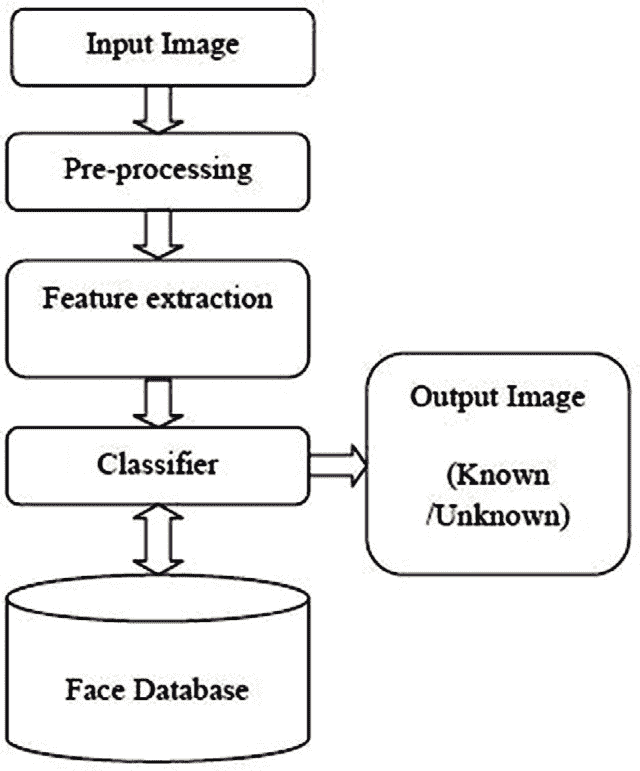 Input Image
Pre-processing
Feature extraction
Classifier
Output Image
(Known
/Unknown)
Face Database